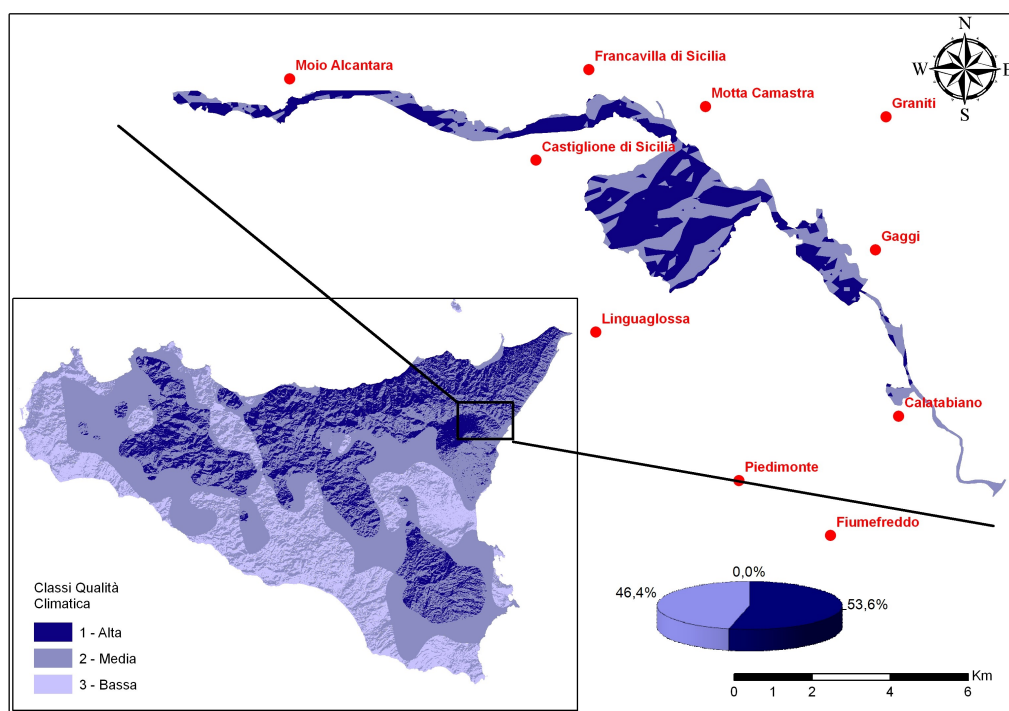 N
W
E
S
Moio Alcantara
Francavilla di Sicilia
Motta Camastra
Graniti
Castiglione di Sicilia
Gaggi
Linguaglossa
Calatabiano
Piedimonte
Fiumefreddo
Classi Qualità
Climatica
1 - Alta
2 - Media
3 - Bassa
0,0%
46,4%
53,6%
Km
0 2 4 6